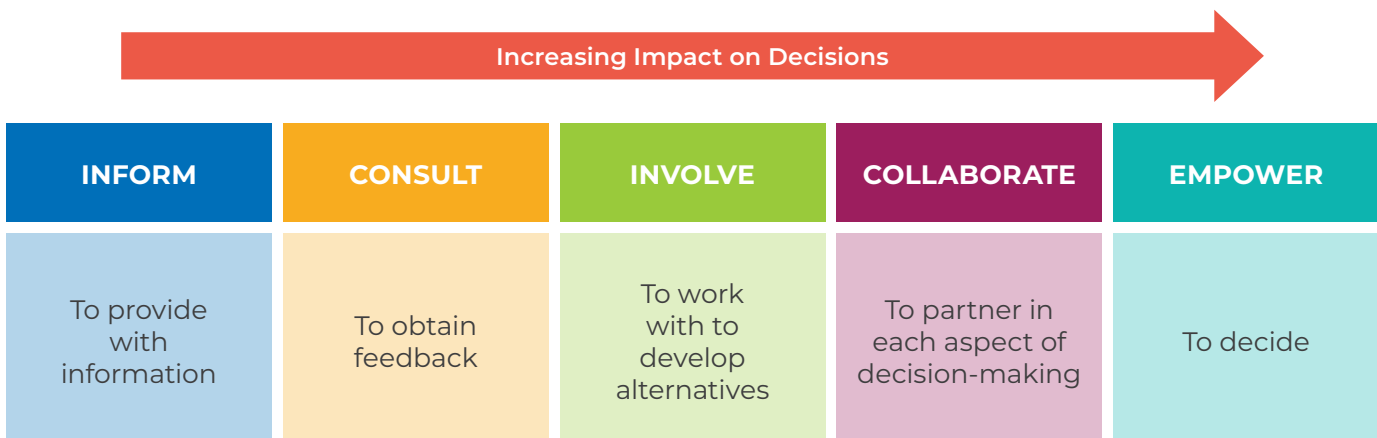 Increasing Impact on Decisions
INFORM
CONSULT
INVOLVE
COLLABORATE
EMPOWER
To provide
with
information
To obtain
feedback
To work
with to
develop
alternatives
To partner in
each aspect of
decision-making
To decide